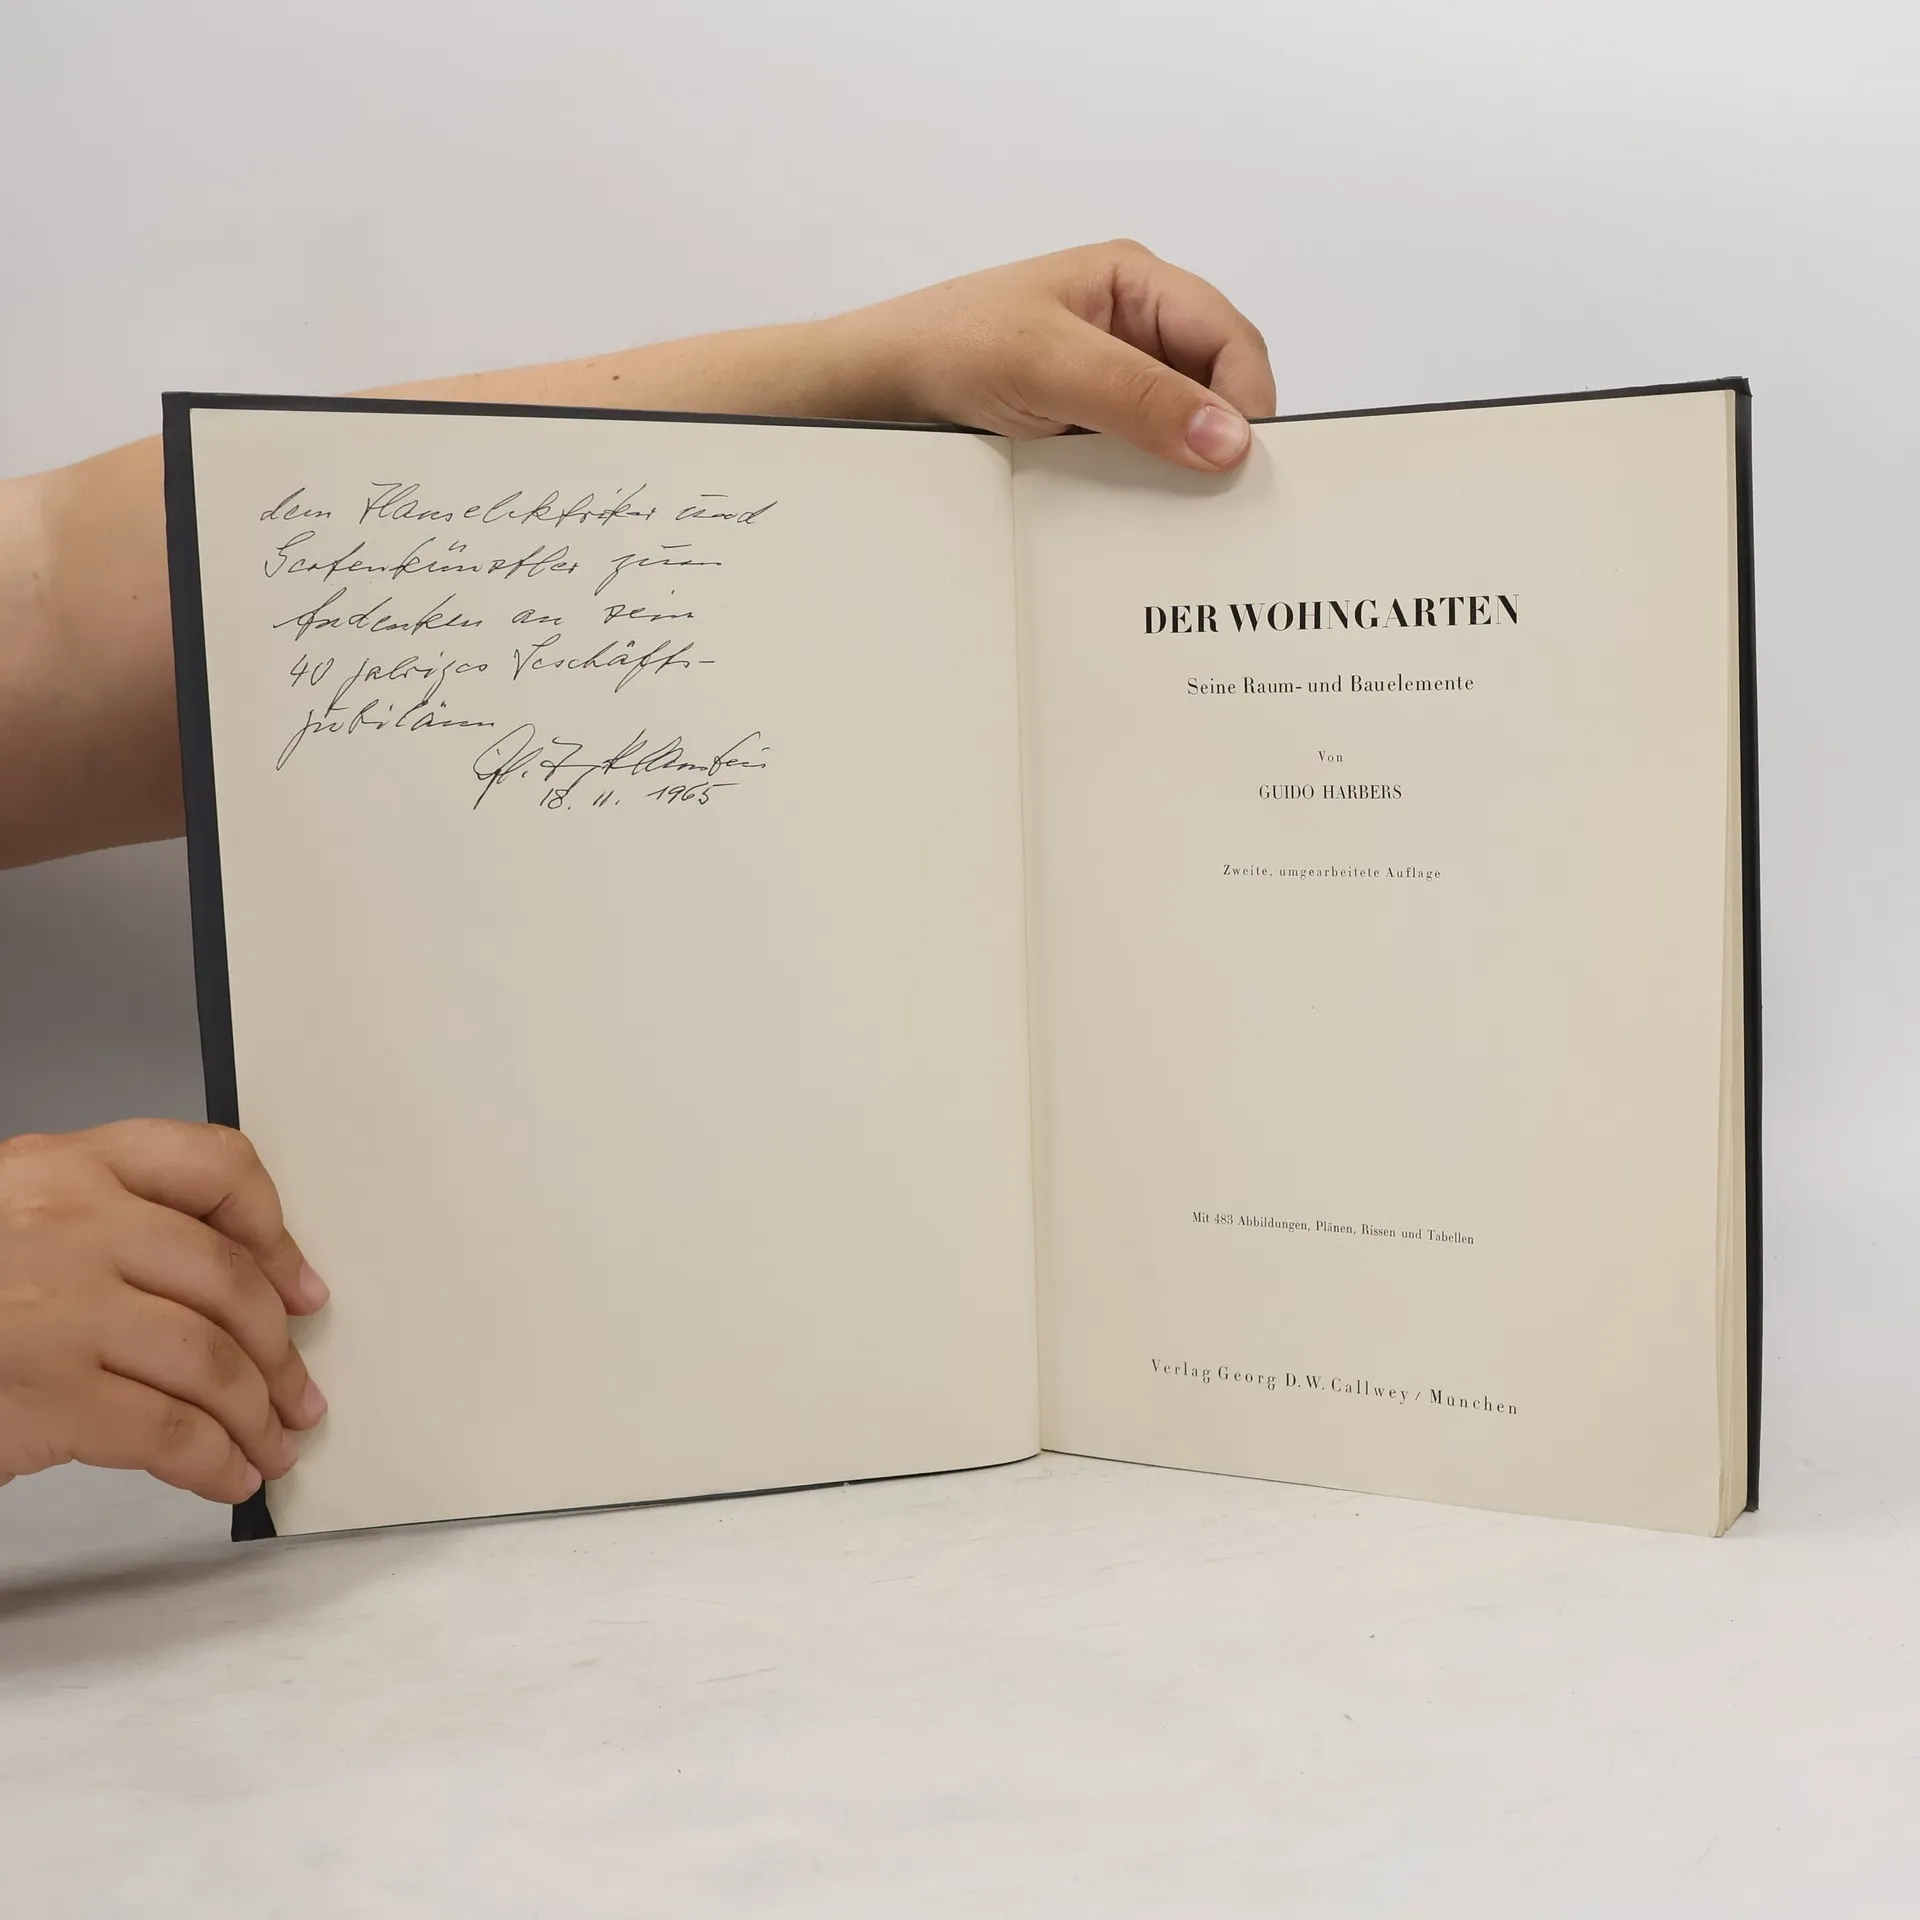 dem Hauselektriker und
Gartenkünstler zum
Andenken an sein
40 jähriges Geschäfts-
jubiläum
18. 11. 1965
DER WOHNGARTEN
Seine Raum- und Bauelemente
Von
GUIDO HARBERS
Zweite, umgearbeitete Auflage
Mit 483 Abbildungen, Plänen, Rissen und Tabellen
Verlag Georg D. W. Callwey / München